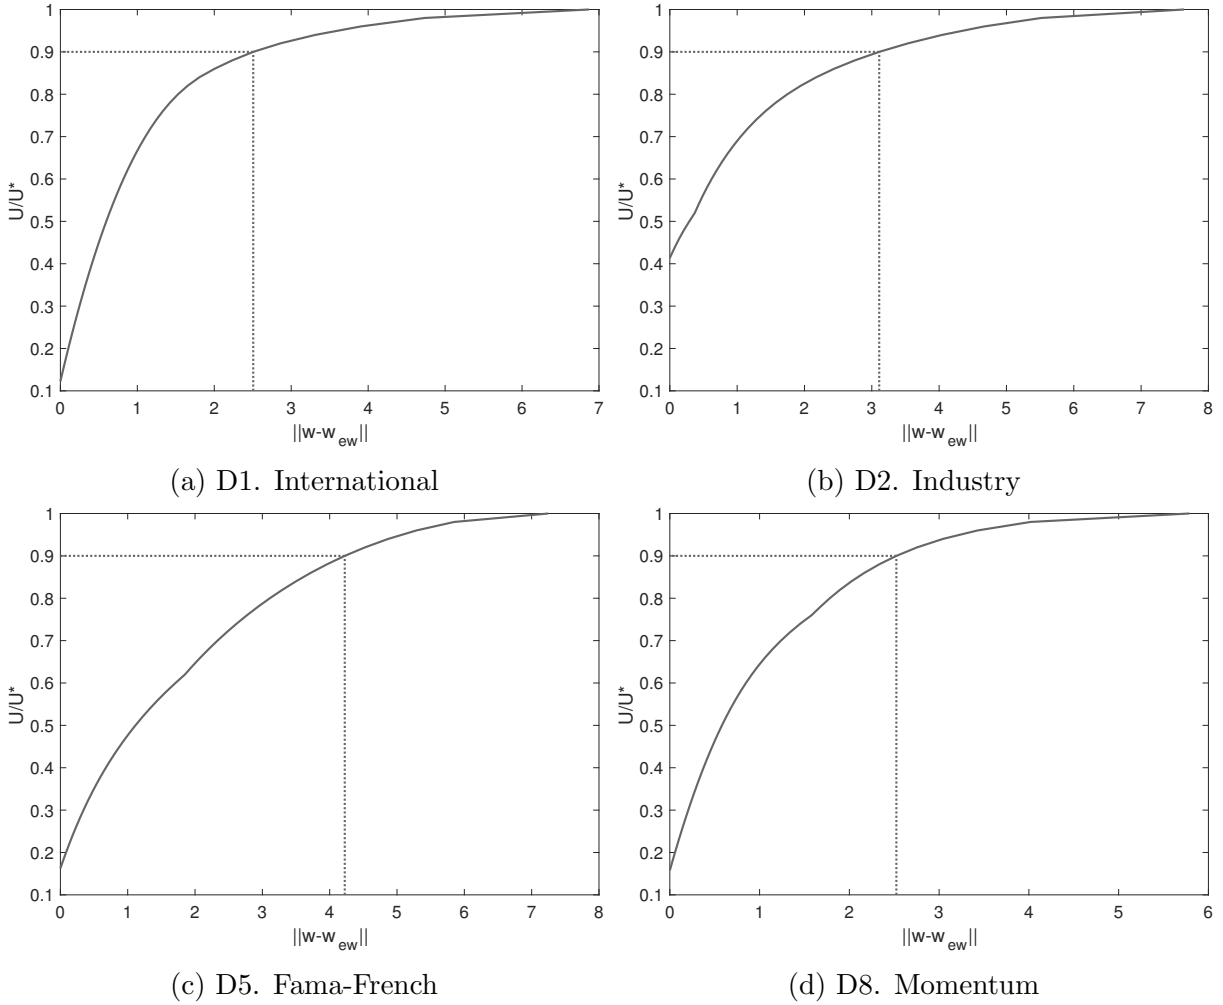 1
0.9
0.8
0.7
0.6
0.5
0.4
0.3
0.2
0.1
U/U*
0 1 2 3 4 5 6 7
||w-w_ew||
(a) D1. International
1
0.9
0.8
0.7
0.6
0.5
0.4
0.3
0.2
0.1
U/U*
0 1 2 3 4 5 6 7 8
||w-w_ew||
(b) D2. Industry
1
0.9
0.8
0.7
0.6
0.5
0.4
0.3
0.2
0.1
U/U*
0 1 2 3 4 5 6 7 8
||w-w_ew||
(c) D5. Fama-French
1
0.9
0.8
0.7
0.6
0.5
0.4
0.3
0.2
0.1
U/U*
0 1 2 3 4 5 6
||w-w_ew||
(d) D8. Momentum